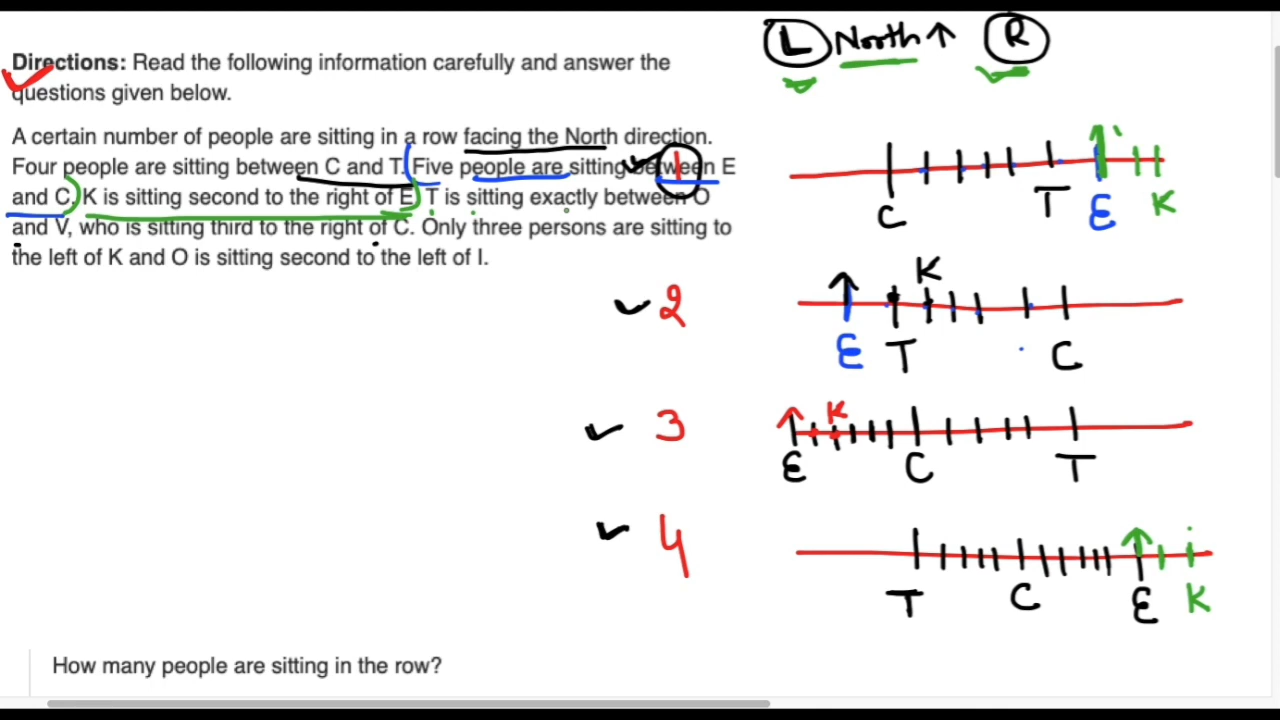 L North ↑ R
Directions: Read the following information carefully and answer the
questions given below.
A certain number of people are sitting in a row facing the North direction.
Four people are sitting between C and T. Five people are sitting between E
and C. K is sitting second to the right of E. T is sitting exactly between O
and V, who is sitting third to the right of C. Only three persons are sitting to
the left of K and O is sitting second to the left of I.
1
C T E K
2
K
E T C
3
K
E C T
4
T C E K
How many people are sitting in the row?